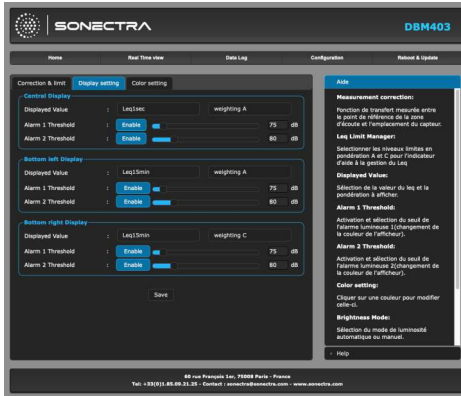 SONECTRA
DBM403
Home Real Time view Data Log Configuration Reboot & Update
Correction & limit Display setting Color setting
Central Display
Displayed Value : Leq1sec weighting A
Alarm 1 Threshold : Enable 75 dB
Alarm 2 Threshold : Enable 80 dB
Bottom left Display
Displayed Value : Leq15min weighting A
Alarm 1 Threshold : Enable 75 dB
Alarm 2 Threshold : Enable 80 dB
Bottom right Display
Displayed Value : Leq15min weighting C
Alarm 1 Threshold : Enable 75 dB
Alarm 2 Threshold : Enable 80 dB
Save
Aide
Measurement correction:
Fonction de transfert mesurée entre
le point de référence de la zone
d'écoute et l'emplacement du capteur.
Leq Limit Manager:
Selectionner les niveaux limites en
pondération A et C pour l'indicateur
d'aide à la gestion du Leq
Displayed Value:
Sélection de la valeur du leq et la
pondération à afficher.
Alarm 1 Threshold:
Activation et sélection du seuil de
l'alarme lumineuse 1(changement de
la couleur de l'afficheur).
Alarm 2 Threshold:
Activation et sélection du seuil de
l'alarme lumineuse 2(changement de
la couleur de l'afficheur).
Color setting:
Cliquer sur une couleur pour modifier
celle-ci.
Brightness Mode:
Sélection du mode de luminosité
automatique ou manuel.
Help
60 rue François 1er, 75008 Paris - France
Tel: +33(0)1.85.09.21.25 - Contact : sonectra@sonectra.com - www.sonectra.com